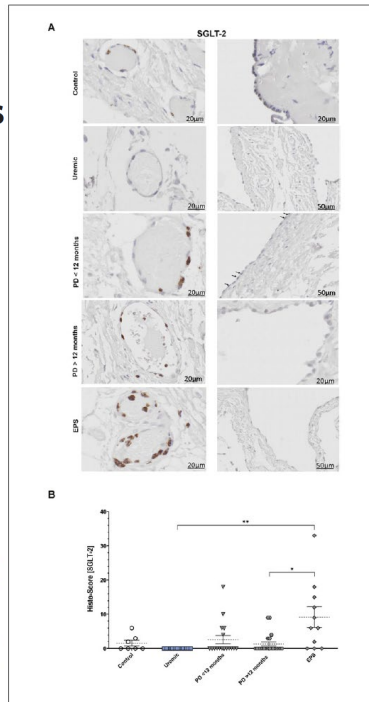 S
A
SGLT-2
Control
20µm
20µm
Uremic
20µm
50µm
PD < 12 months
20µm
50µm
PD > 12 months
20µm
20µm
EPS
20µm
50µm
B
Histo-Score [SGLT-2]
40
30
20
10
0
**
*
Control
Uremic
PD <12 months
PD >12 months
EPS